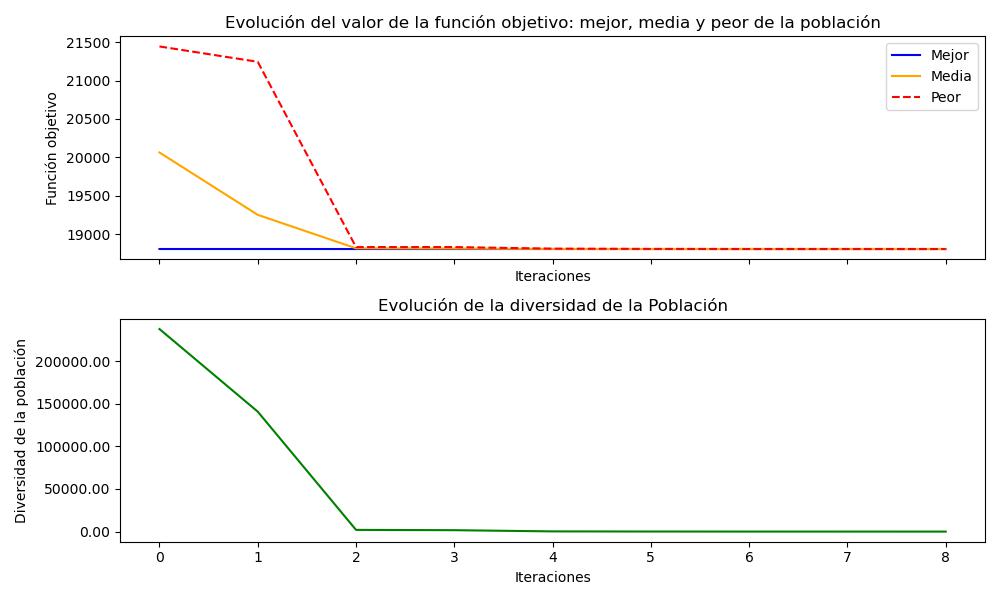 Evolución del valor de la función objetivo: mejor, media y peor de la población
21500
21000
20500
20000
19500
19000
Función objetivo
Mejor
Media
Peor
Iteraciones
Evolución de la diversidad de la Población
200000.00
150000.00
100000.00
50000.00
0.00
Diversidad de la población
0 1 2 3 4 5 6 7 8
Iteraciones